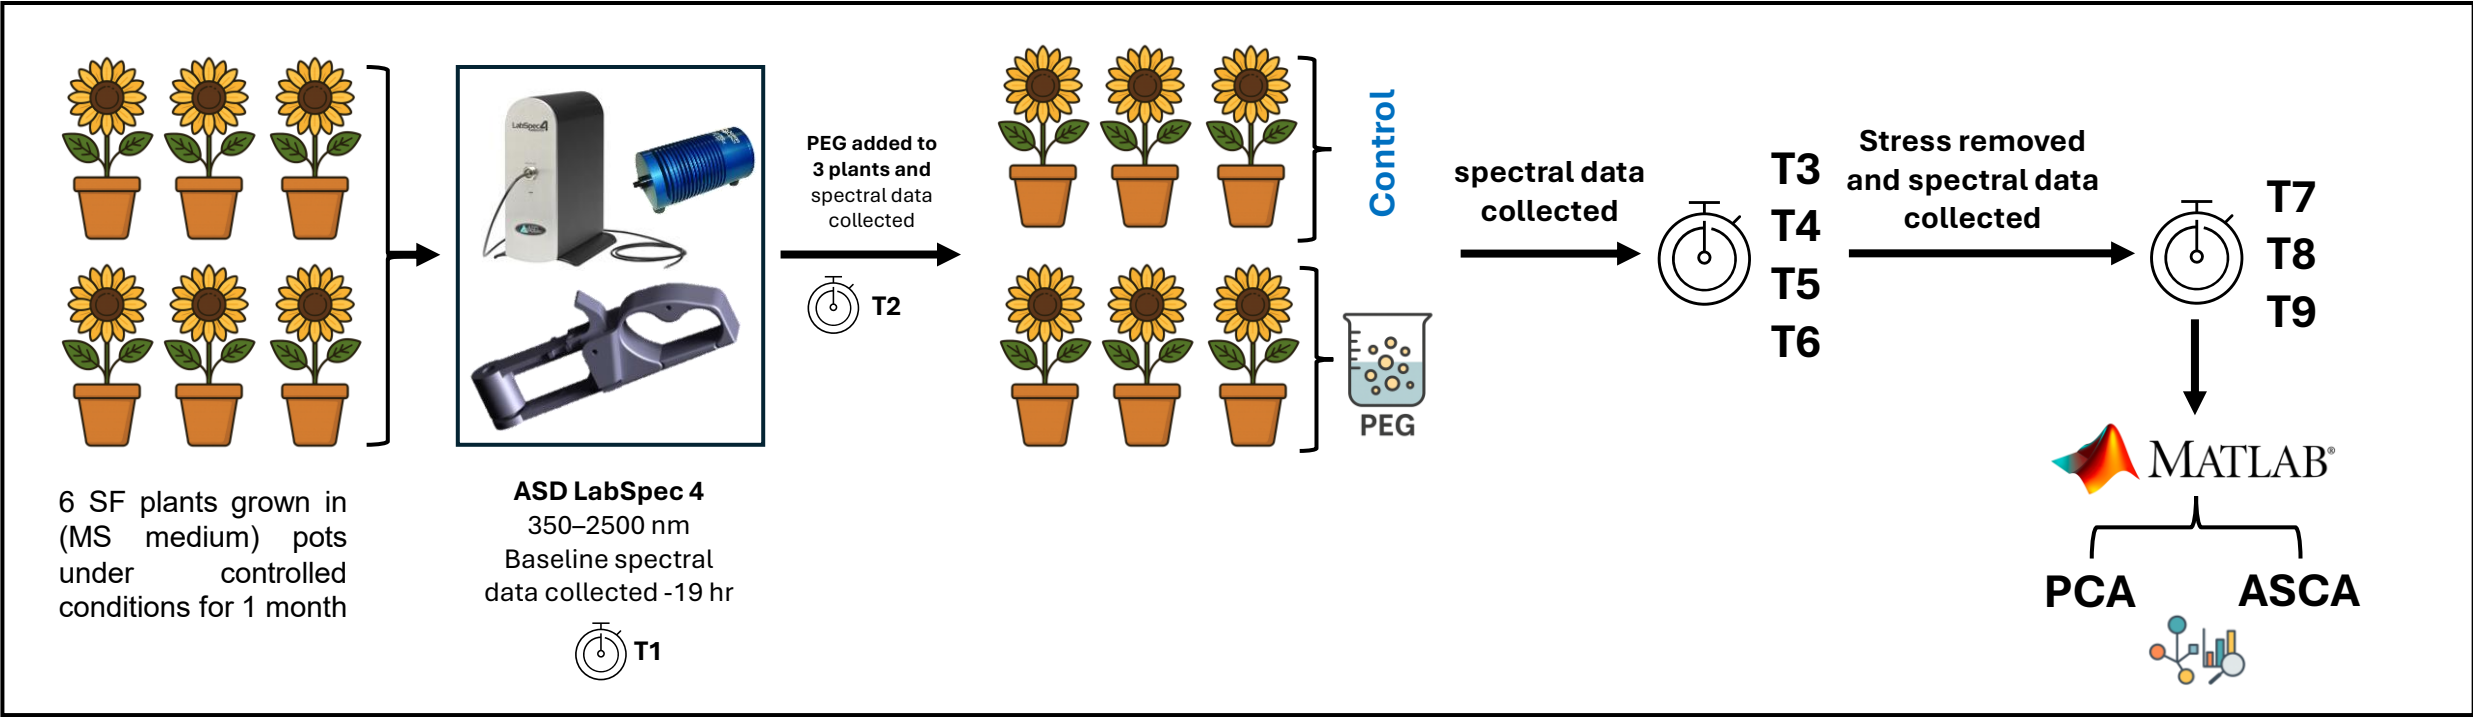 6 SF plants grown in
(MS medium) pots
under controlled
conditions for 1 month
LabSpec4
ASD LabSpec 4
350–2500 nm
Baseline spectral
data collected -19 hr
T1
PEG added to
3 plants and
spectral data
collected
T2
Control
PEG
spectral data
collected
T3
T4
T5
T6
Stress removed
and spectral data
collected
T7
T8
T9
MATLAB®
PCA
ASCA